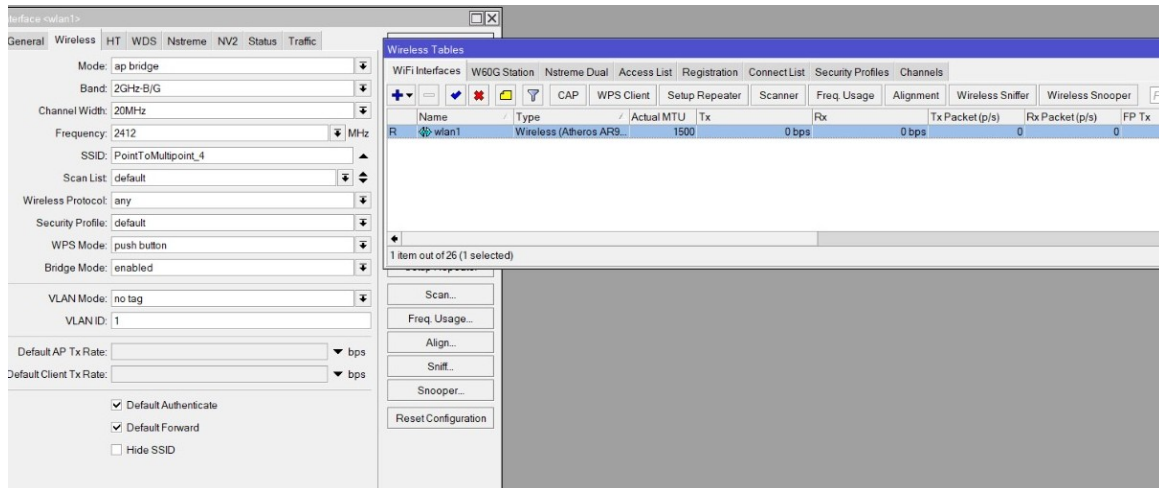 terface <wlan1>
General Wireless HT WDS Nstreme NV2 Status Traffic
Mode: ap bridge
Band: 2GHz-B/G
Channel Width: 20MHz
Frequency: 2412 MHz
SSID: PointToMultipoint_4
Scan List: default
Wireless Protocol: any
Security Profile: default
WPS Mode: push button
Bridge Mode: enabled
VLAN Mode: no tag
VLAN ID: 1
Default AP Tx Rate: bps
Default Client Tx Rate: bps
Default Authenticate
Default Forward
Hide SSID
Scan...
Freq. Usage...
Align...
Sniff...
Snooper...
Reset Configuration
Wireless Tables
WiFi Interfaces W60G Station Nstreme Dual Access List Registration Connect List Security Profiles Channels
CAP WPS Client Setup Repeater Scanner Freq. Usage Alignment Wireless Sniffer Wireless Snooper
Name Type Actual MTU Tx Rx Tx Packet (p/s) Rx Packet (p/s) FP Tx
R wlan1 Wireless (Atheros AR9... 1500 0 bps 0 bps 0 0
1 item out of 26 (1 selected)